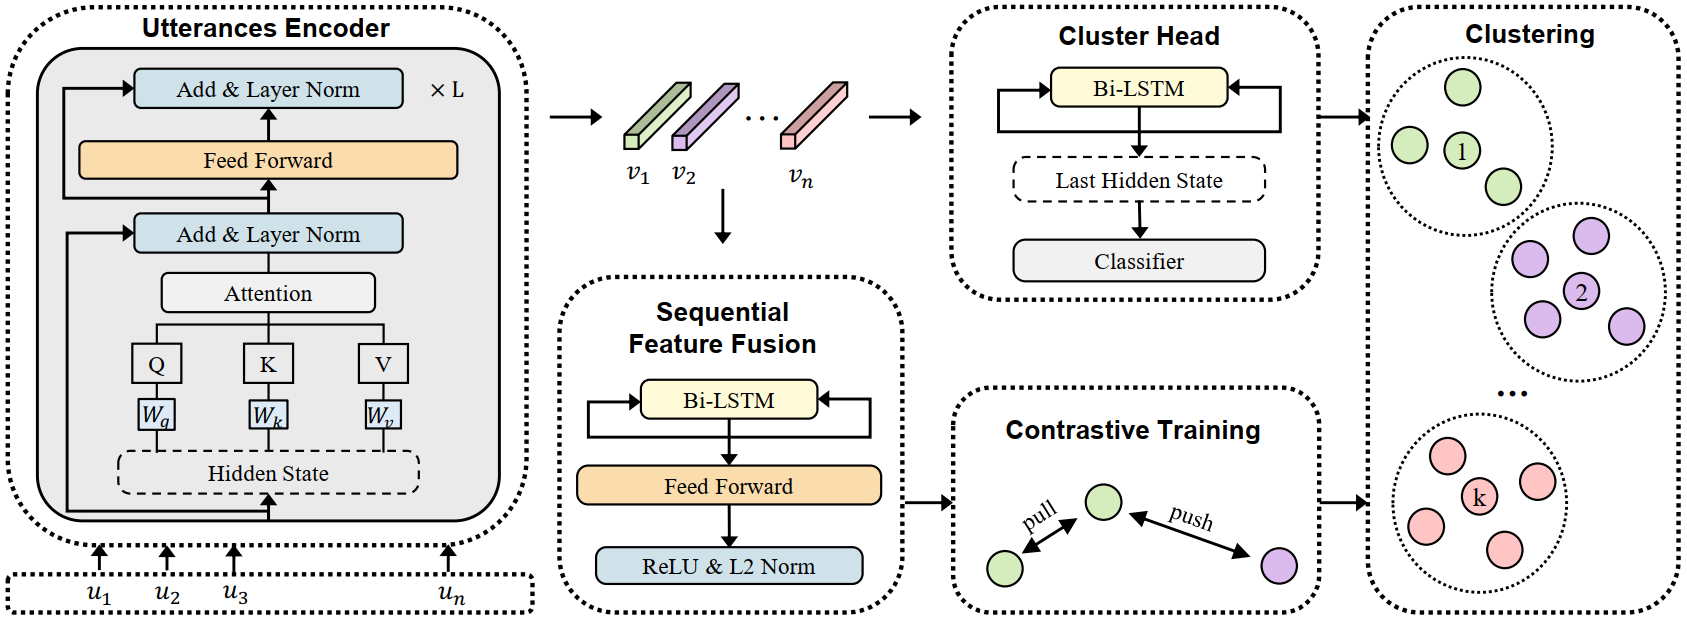 Utterances Encoder
Add & Layer Norm
× L
Feed Forward
Add & Layer Norm
Attention
Q K V
W_q W_k W_v
Hidden State
u_1 u_2 u_3 u_n
v_1 v_2 ... v_n
Sequential
Feature Fusion
Bi-LSTM
Feed Forward
ReLU & L2 Norm
Cluster Head
Bi-LSTM
Last Hidden State
Classifier
Contrastive Training
pull
push
Clustering
1
2
...
k